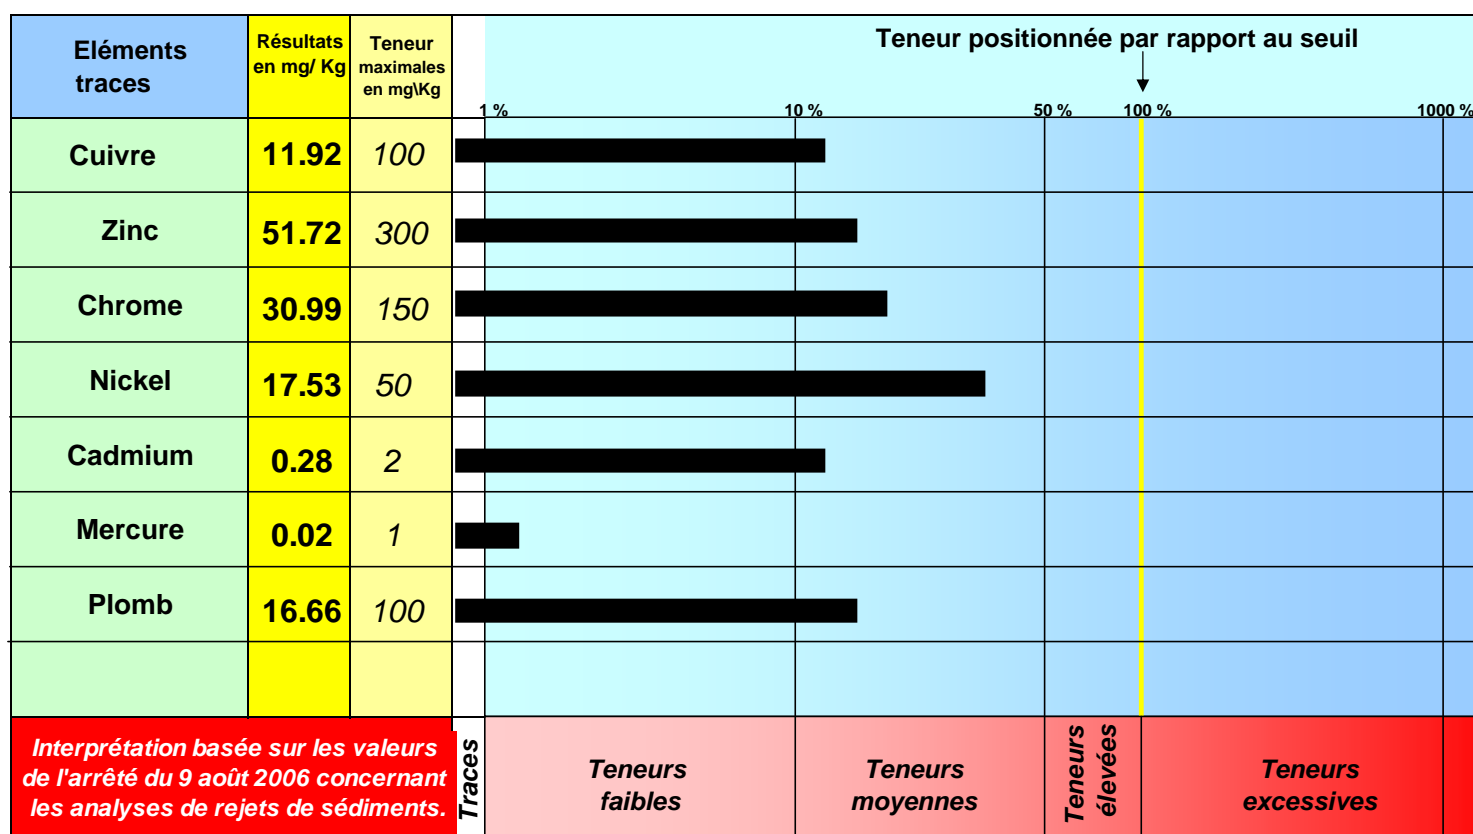 Eléments
traces
Résultats
en mg/ Kg
Teneur
maximales
en mg\Kg
Teneur positionnée par rapport au seuil
1 % 10 % 50 % 100 % 1000 %
Cuivre 11.92 100
Zinc 51.72 300
Chrome 30.99 150
Nickel 17.53 50
Cadmium 0.28 2
Mercure 0.02 1
Plomb 16.66 100
Interprétation basée sur les valeurs
de l'arrêté du 9 août 2006 concernant
les analyses de rejets de sédiments.
Traces
Teneurs
faibles
Teneurs
moyennes
Teneurs
élevées
Teneurs
excessives